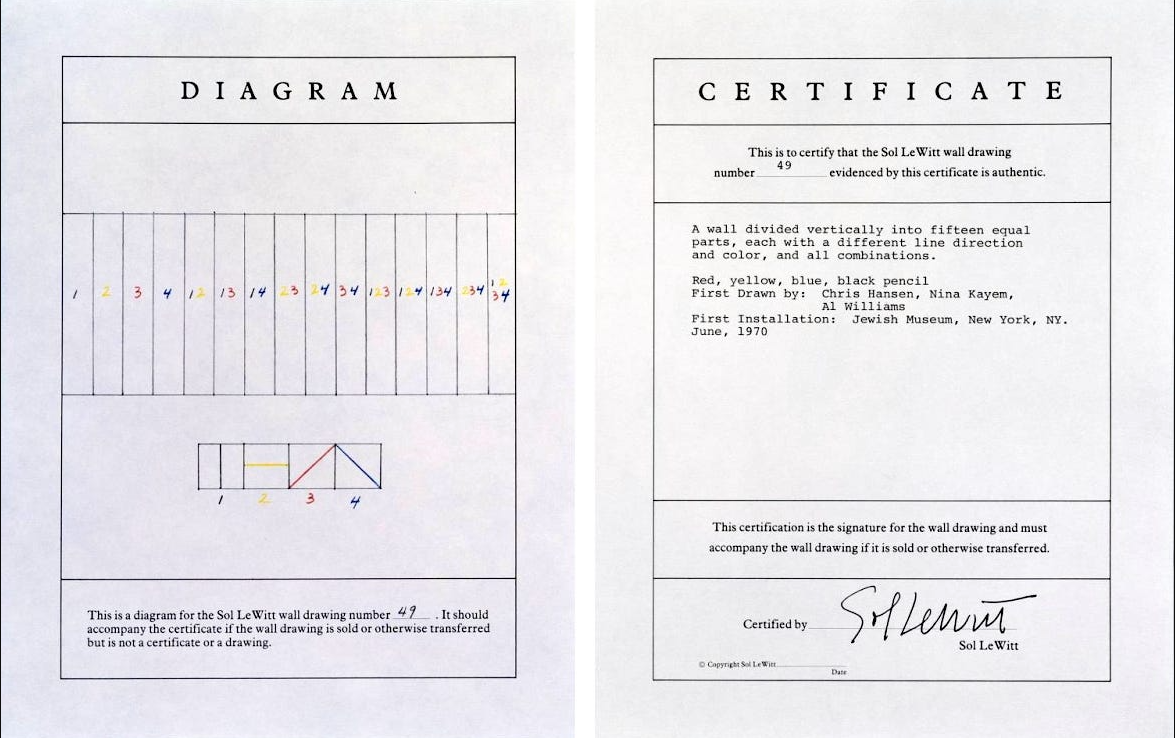 DIAGRAM
1 2 3 4 12 13 14 23 24 34 123 124 134 234 12
34
1 2 3 4
This is a diagram for the Sol LeWitt wall drawing number 49. It should
accompany the certificate if the wall drawing is sold or otherwise transferred
but is not a certificate or a drawing.
CERTIFICATE
This is to certify that the Sol LeWitt wall drawing
number 49 evidenced by this certificate is authentic.
A wall divided vertically into fifteen equal
parts, each with a different line direction
and color, and all combinations.
Red, yellow, blue, black pencil
First Drawn by: Chris Hansen, Nina Kayem,
Al Williams
First Installation: Jewish Museum, New York, NY.
June, 1970
This certification is the signature for the wall drawing and must
accompany the wall drawing if it is sold or otherwise transferred.
Certified by Sol LeWitt
Sol LeWitt
© Copyright Sol LeWitt
Date